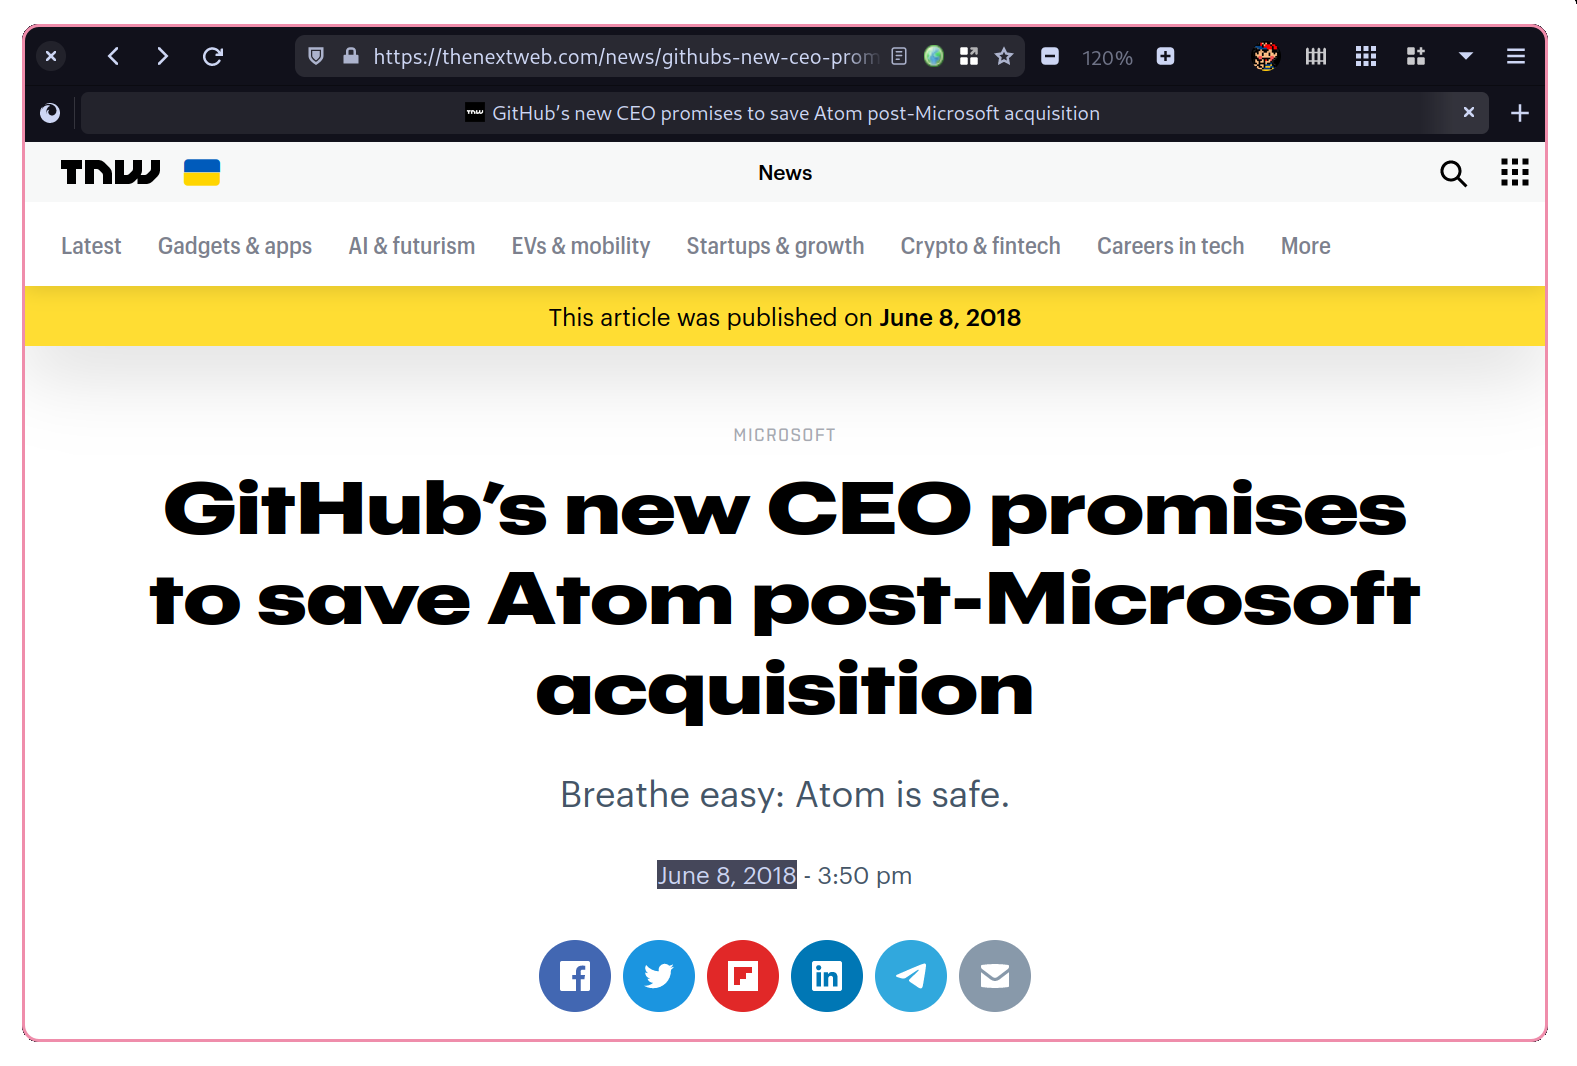 https://thenextweb.com/news/githubs-new-ceo-prom
120%
TNW GitHub’s new CEO promises to save Atom post-Microsoft acquisition
TNW
News
Latest Gadgets & apps AI & futurism EVs & mobility Startups & growth Crypto & fintech Careers in tech More
This article was published on June 8, 2018
MICROSOFT
GitHub’s new CEO promises
to save Atom post-Microsoft
acquisition
Breathe easy: Atom is safe.
June 8, 2018 - 3:50 pm